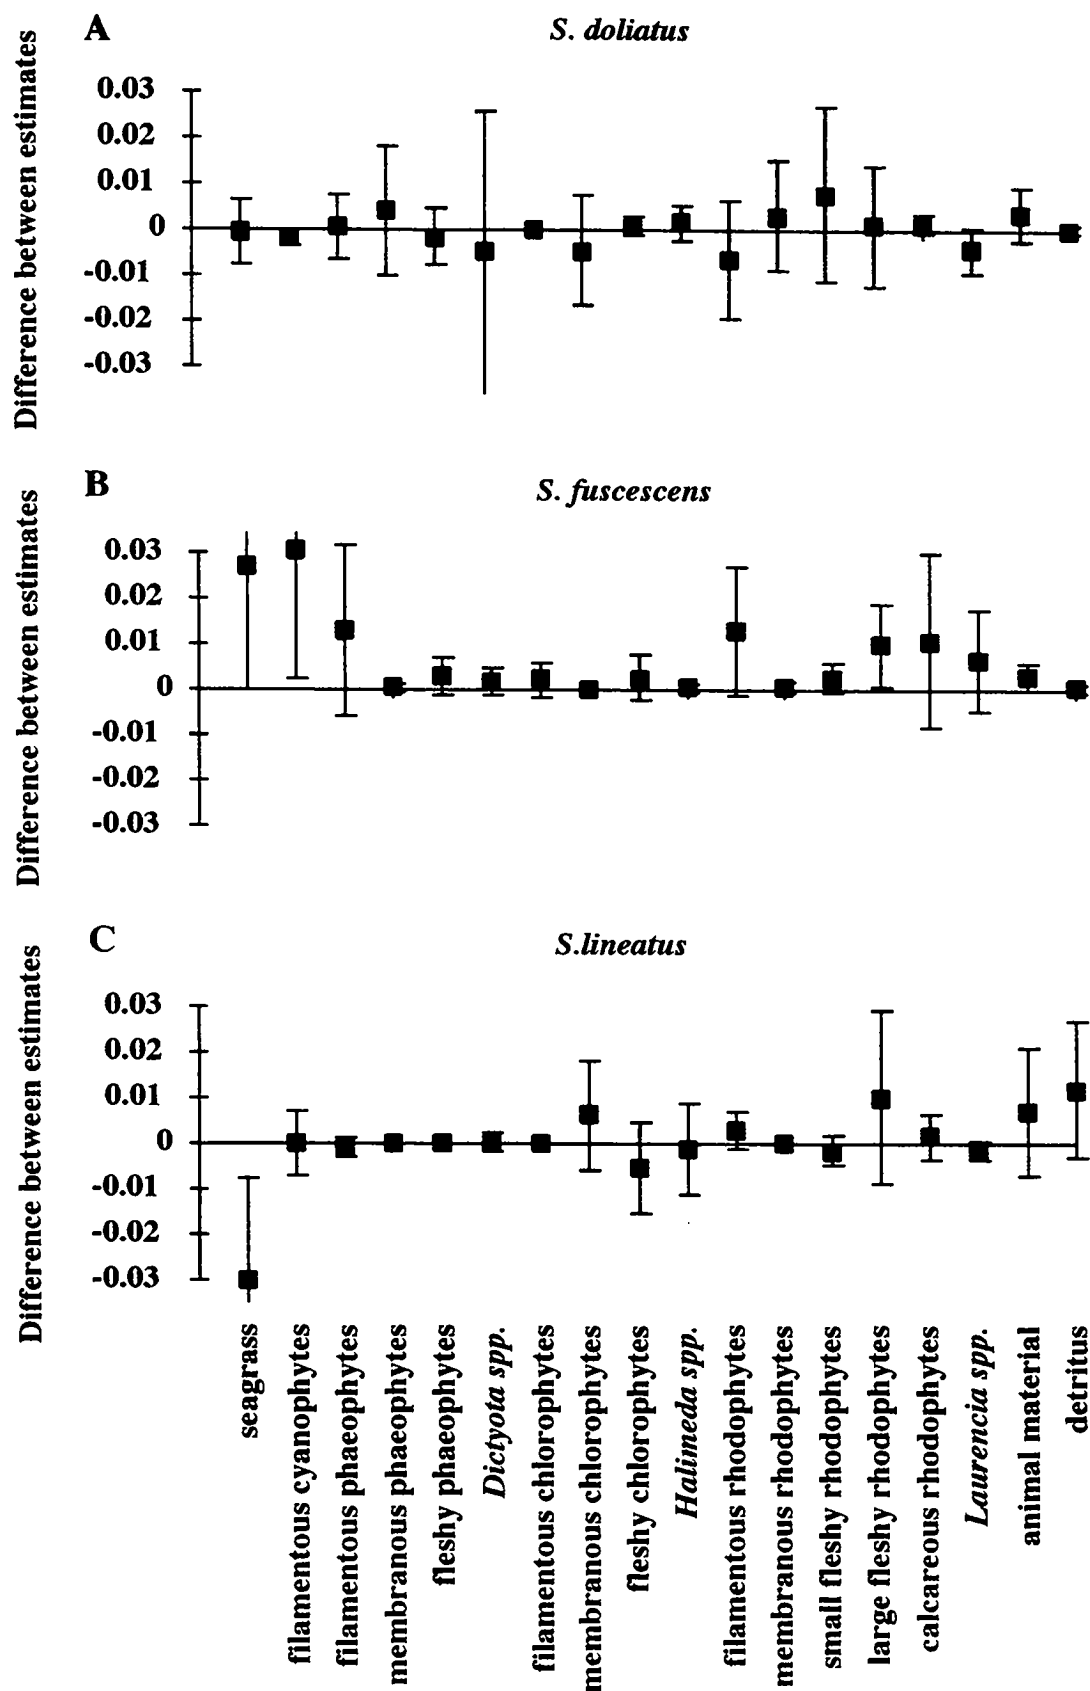 A
S. doliatus
Difference between estimates
0.03
0.02
0.01
0
-0.01
-0.02
-0.03
B
S. fuscescens
Difference between estimates
0.03
0.02
0.01
0
-0.01
-0.02
-0.03
C
S.lineatus
Difference between estimates
0.03
0.02
0.01
0
-0.01
-0.02
-0.03
seagrass
filamentous cyanophytes
filamentous phaeophytes
membranous phaeophytes
fleshy phaeophytes
Dictyota spp.
filamentous chlorophytes
membranous chlorophytes
fleshy chlorophytes
Halimeda spp.
filamentous rhodophytes
membranous rhodophytes
small fleshy rhodophytes
large fleshy rhodophytes
calcareous rhodophytes
Laurencia spp.
animal material
detritus